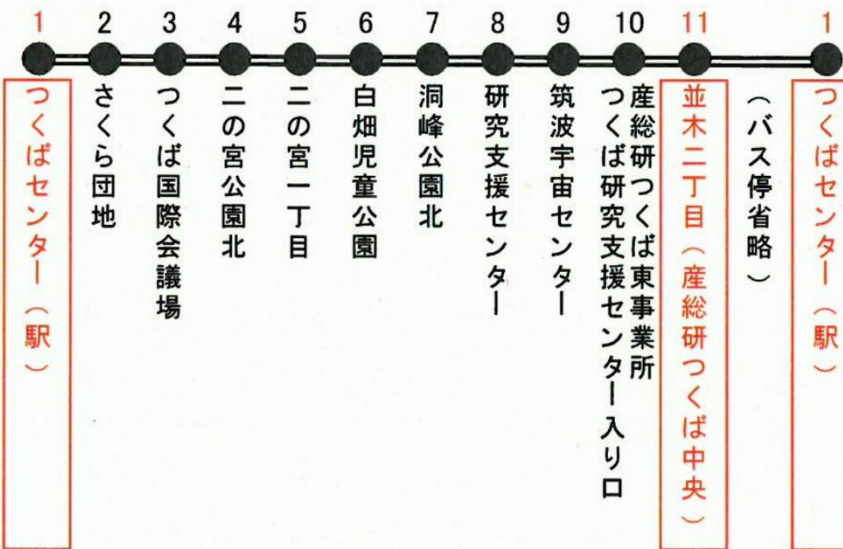 1
つくばセンター（駅）
2
さくら団地
3
つくば国際会議場
4
二の宮公園北
5
二の宮一丁目
6
白畑児童公園
7
洞峰公園北
8
研究支援センター
9
筑波宇宙センター
10
産総研つくば東事業所
つくば研究支援センター入り口
11
並木二丁目（産総研つくば中央）
（バス停省略）
1
つくばセンター（駅）